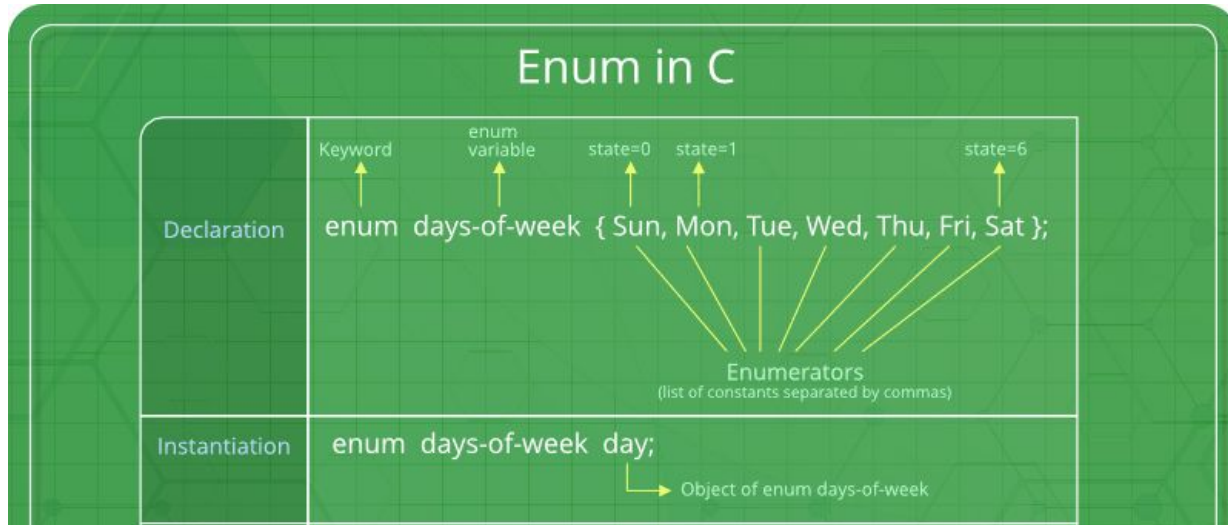 Enum in C
enum
Keyword variable state=0 state=1 state=6
Declaration enum days-of-week { Sun, Mon, Tue, Wed, Thu, Fri, Sat };
Enumerators
(list of constants separated by commas)
Instantiation enum days-of-week day;
Object of enum days-of-week